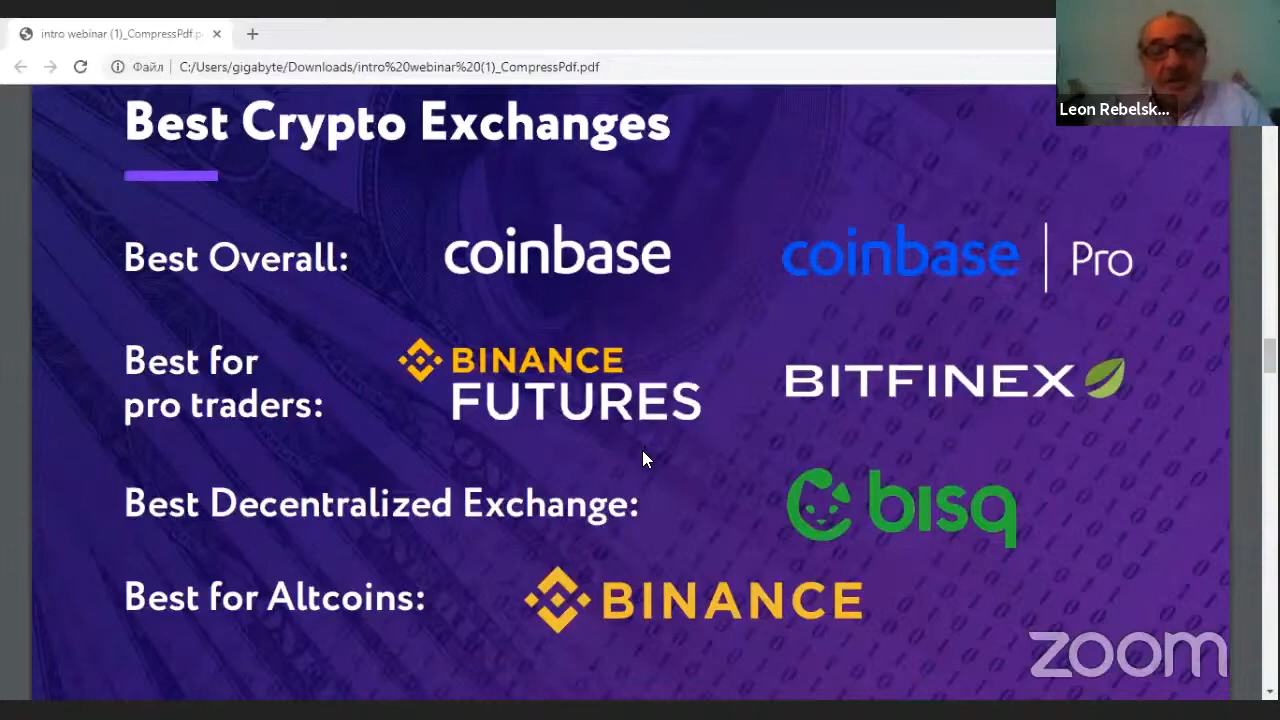 intro webinar (1)_CompressPdf.p
Файл
C:/Users/gigabyte/Downloads/intro%20webinar%20(1)_CompressPdf.pdf
Leon Rebelsk...
Best Crypto Exchanges
Best Overall:
coinbase
coinbase | Pro
Best for
pro traders:
BINANCE
FUTURES
BITFINEX
Best Decentralized Exchange:
bisq
Best for Altcoins:
BINANCE
zoom